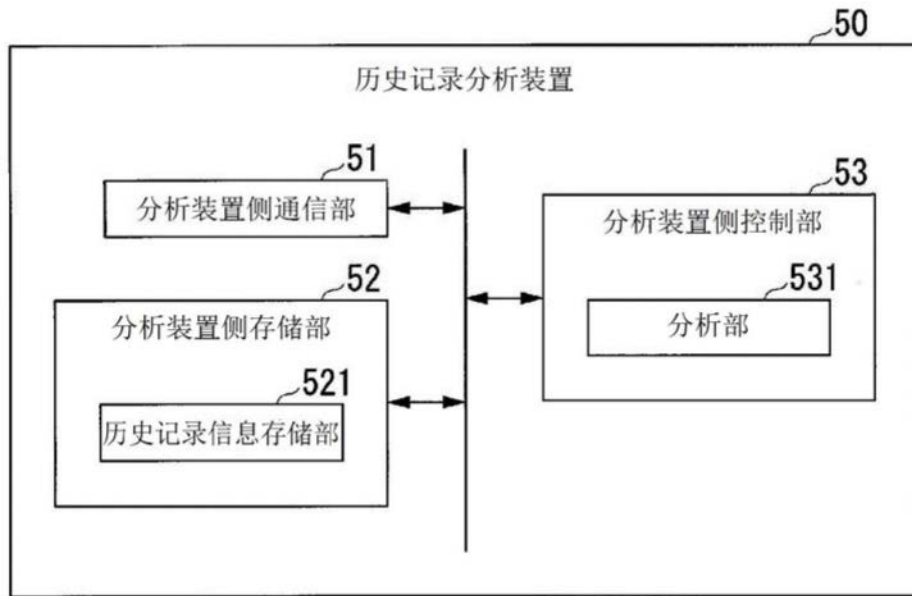 50
历史记录分析装置
51
分析装置侧通信部
53
分析装置侧控制部
52
分析装置侧存储部
531
分析部
521
历史记录信息存储部